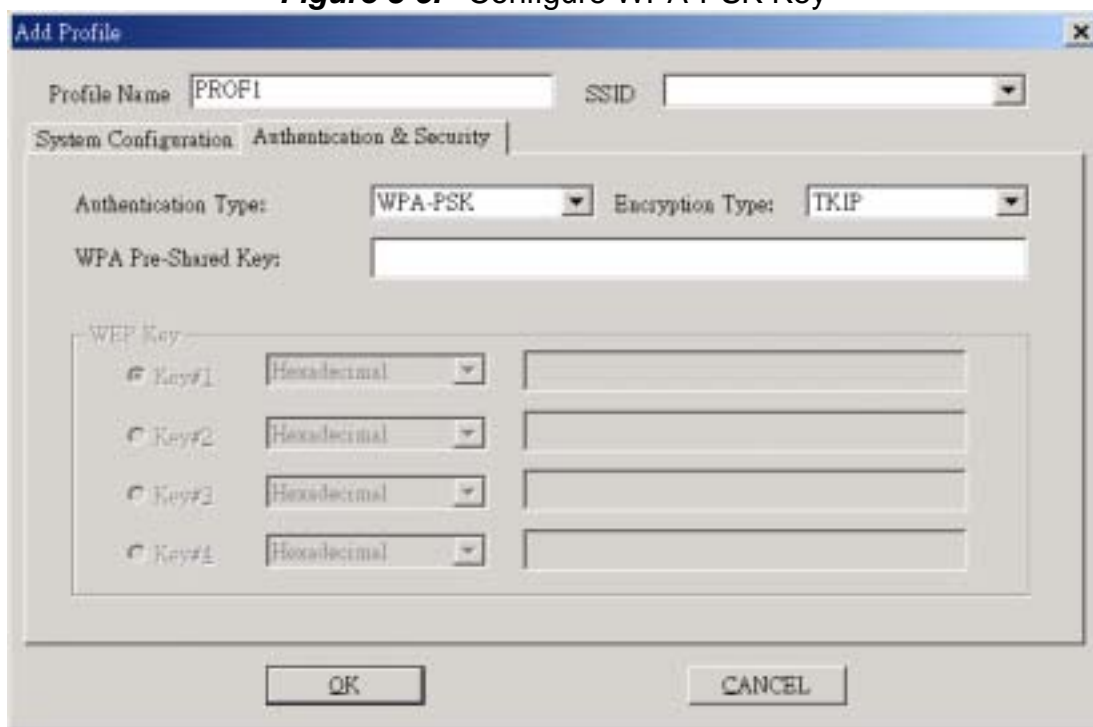 Configure WPA-PSK Key
Add Profile
Profile Name PROF1 SSID
System Configuration Authentication & Security
Authentication Type: WPA-PSK Encryption Type: TKIP
WPA Pre-Shared Key:
WEP Key
Key#1 Hexadecimal
Key#2 Hexadecimal
Key#3 Hexadecimal
Key#4 Hexadecimal
OK CANCEL